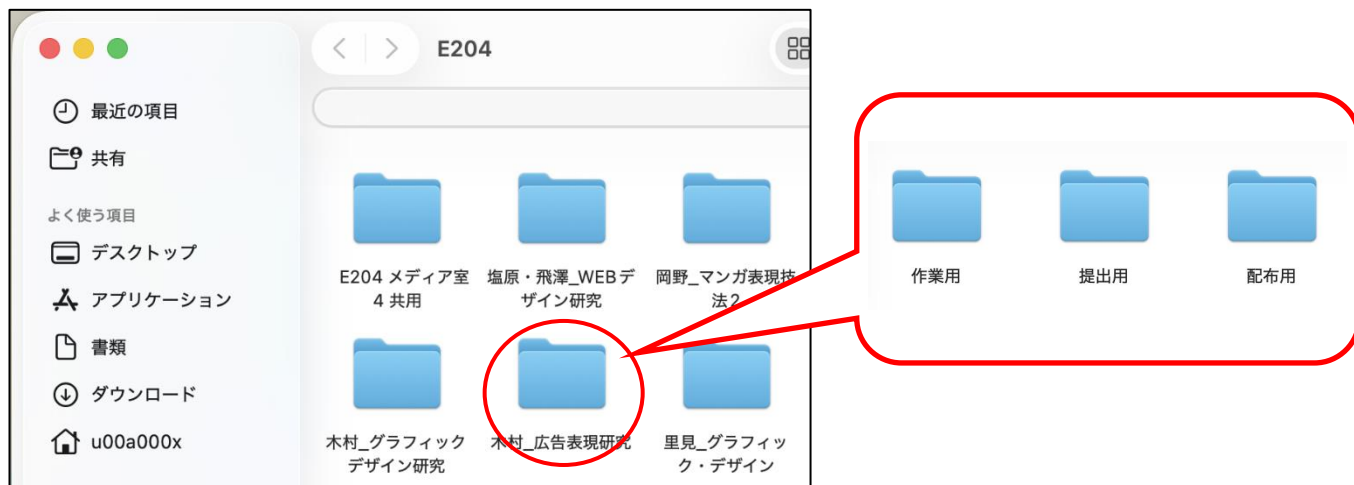 E204
最近の項目
共有
よく使う項目
デスクトップ
アプリケーション
書類
ダウンロード
u00a000x
E204 メディア室
4 共用
塩原・飛澤_WEBデ
ザイン研究
岡野_マンガ表現技
法2
木村_グラフィック
デザイン研究
木村_広告表現研究
里見_グラフィッ
ク・デザイン
作業用
提出用
配布用